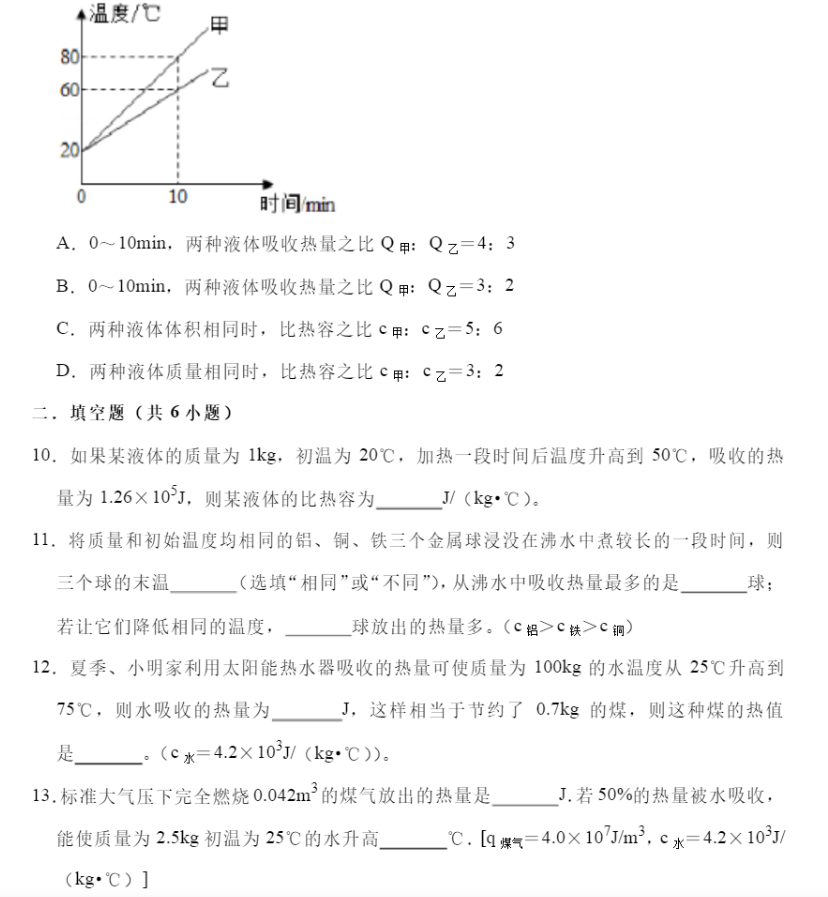 温度/℃
甲
80
乙
60
20
0
10
时间/min
A．0～10min，两种液体吸收热量之比 Q甲：Q乙＝4：3
B．0～10min，两种液体吸收热量之比 Q甲：Q乙＝3：2
C．两种液体体积相同时，比热容之比 c甲：c乙＝5：6
D．两种液体质量相同时，比热容之比 c甲：c乙＝3：2
二．填空题（共 6 小题）
10．如果某液体的质量为 1kg，初温为 20℃，加热一段时间后温度升高到 50℃，吸收的热
量为 1.26×10⁵J，则某液体的比热容为______J/（kg•℃）。
11．将质量和初始温度均相同的铝、铜、铁三个金属球浸没在沸水中煮较长的一段时间，则
三个球的末温______（选填“相同”或“不同”），从沸水中吸收热量最多的是______球；
若让它们降低相同的温度，______球放出的热量多。（c铝＞c铁＞c铜）
12．夏季、小明家利用太阳能热水器吸收的热量可使质量为 100kg 的水温度从 25℃升高到
75℃，则水吸收的热量为______J，这样相当于节约了 0.7kg 的煤，则这种煤的热值
是______。（c水＝4.2×10³J/（kg•℃））。
13.标准大气压下完全燃烧 0.042m³的煤气放出的热量是______J.若 50%的热量被水吸收，
能使质量为 2.5kg 初温为 25℃的水升高______℃．[q煤气＝4.0×10⁷J/m³，c水＝4.2×10³J/
（kg•℃）]